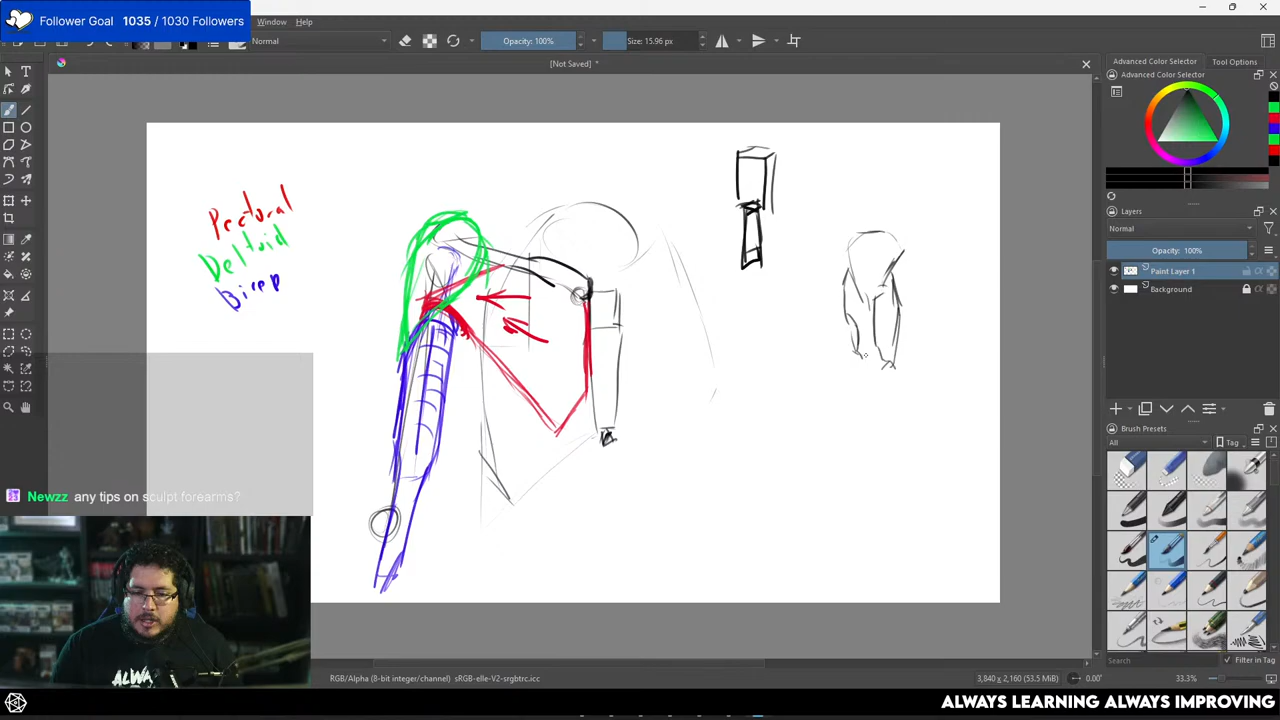 Follower Goal 1035 / 1030 Followers
Window Help
Normal
Opacity: 100%
Size: 15.96 px
[Not Saved] *
Advanced Color Selector
Tool Options
Advanced Color Selector
Layers
Normal
Opacity: 100%
Paint Layer 1
Background
Brush Presets
All
Tag
Search
Filter in Tag
Pectoral
Deltoid
Bicep
Newzz any tips on sculpt forearms?
RGB/Alpha (8-bit integer/channel) sRGB-elle-V2-srgbtrc.icc
3,840 x 2,160 (53.5 MiB)
0.00°
33.3%
ALWAYS LEARNING ALWAYS IMPROVING